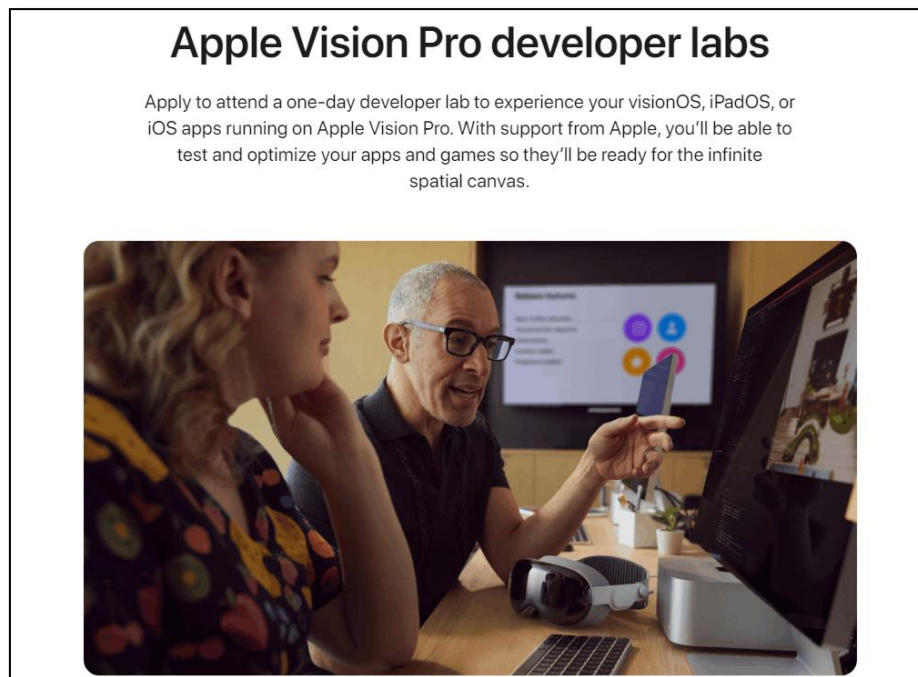 Apple Vision Pro developer labs
Apply to attend a one-day developer lab to experience your visionOS, iPadOS, or
iOS apps running on Apple Vision Pro. With support from Apple, you’ll be able to
test and optimize your apps and games so they’ll be ready for the infinite
spatial canvas.